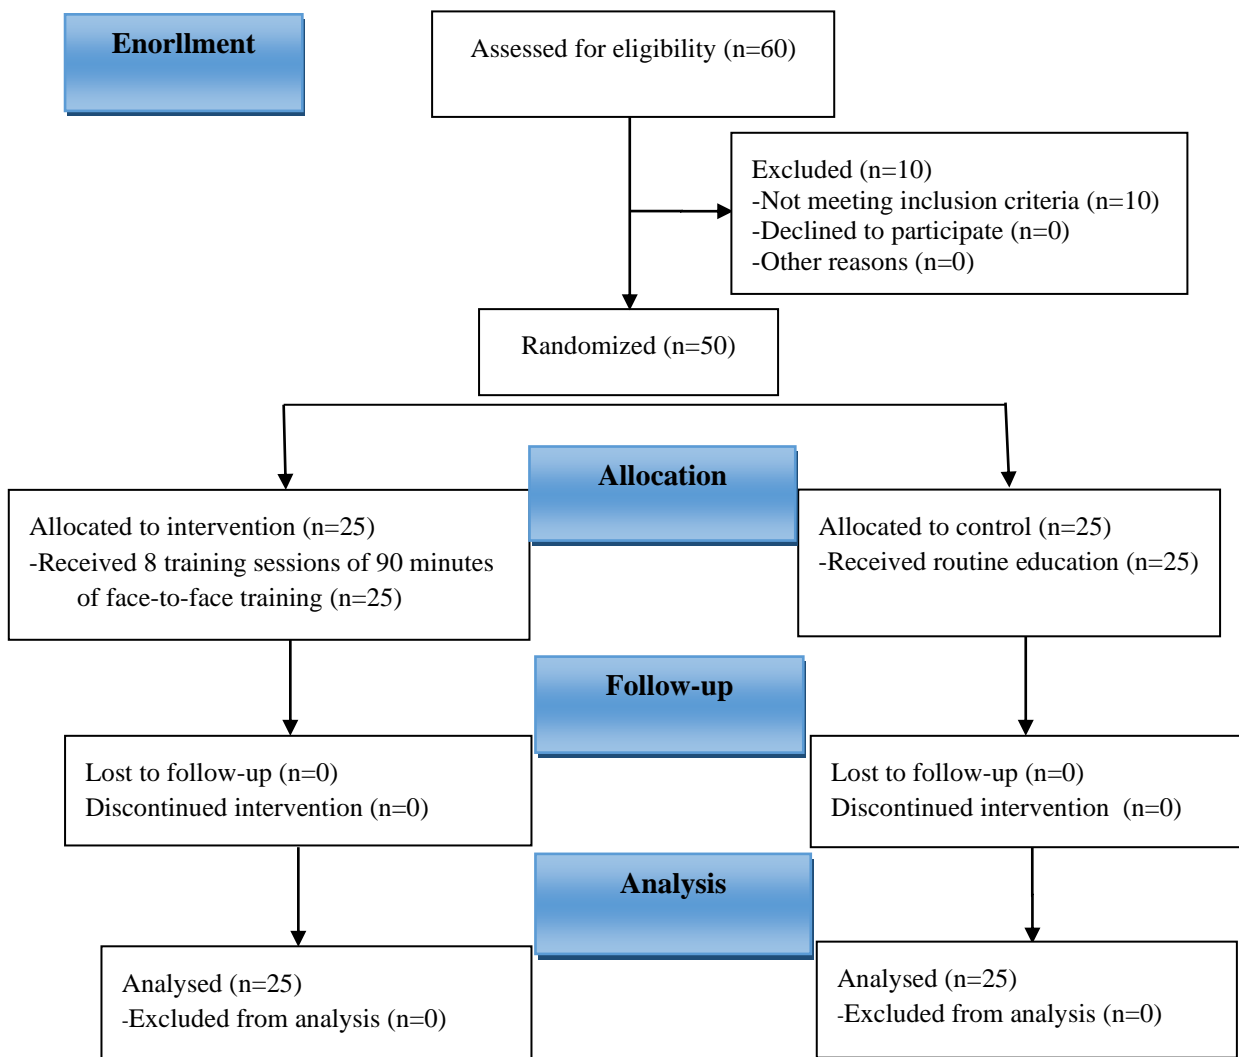 Enorllment
Assessed for eligibility (n=60)
Excluded (n=10)
-Not meeting inclusion criteria (n=10)
-Declined to participate (n=0)
-Other reasons (n=0)
Randomized (n=50)
Allocation
Allocated to intervention (n=25)
-Received 8 training sessions of 90 minutes
of face-to-face training (n=25)
Allocated to control (n=25)
-Received routine education (n=25)
Follow-up
Lost to follow-up (n=0)
Discontinued intervention (n=0)
Lost to follow-up (n=0)
Discontinued intervention  (n=0)
Analysis
Analysed (n=25)
-Excluded from analysis (n=0)
Analysed (n=25)
-Excluded from analysis (n=0)